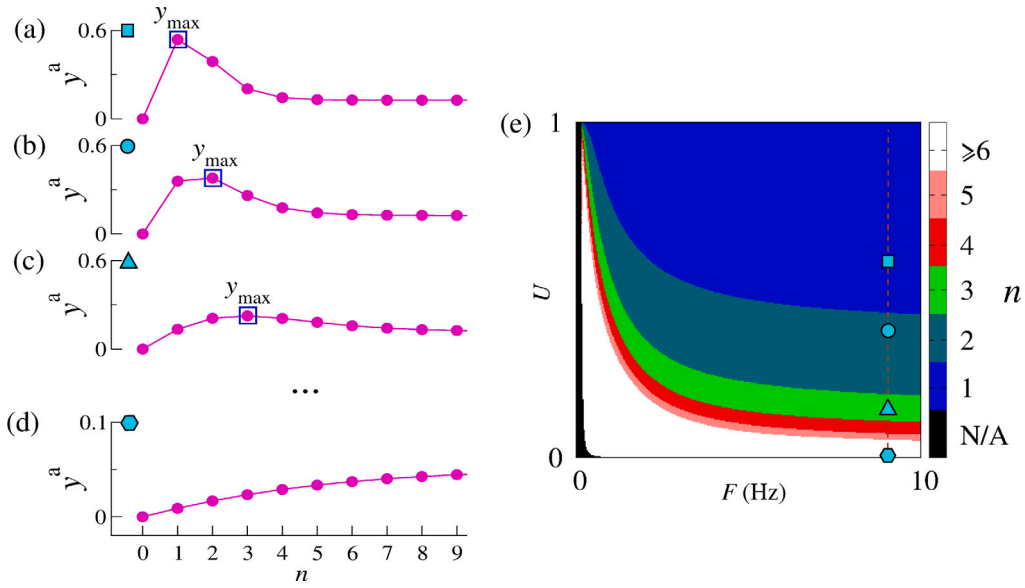 (a)
0.6
y^a
0
y_max
(b)
0.6
y^a
0
y_max
(c)
0.6
y^a
0
y_max
...
(d)
0.1
y^a
0
0 1 2 3 4 5 6 7 8 9
n
(e)
1
U
0
0 F (Hz) 10
⩾6
5
4
3
2
1
N/A
n